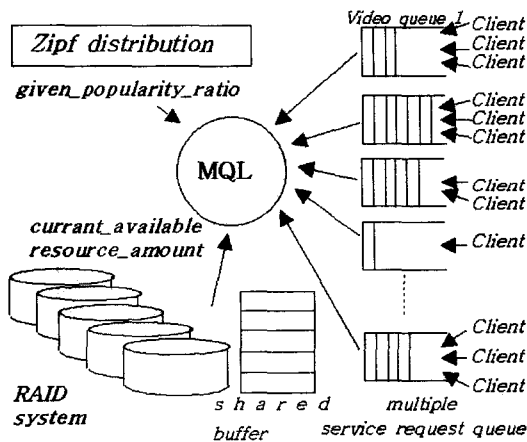 Video queue 1
Zipf distribution
given_popularity_ratio
MQL
currant_available
resource_amount
RAID
system
shared
buffer
multiple
service request queue
Client
Client
Client
Client
Client
Client
Client
Client
Client
Client
Client
Client